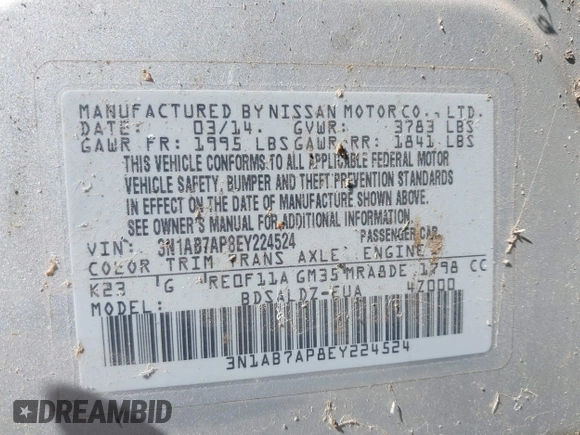 MANUFACTURED BY NISSAN MOTOR CO., LTD.
DATE: 03/14. GVWR: 3783 LBS
GAWR FR: 1995 LBS GAWR RR: 1841 LBS
THIS VEHICLE CONFORMS TO ALL APPLICABLE FEDERAL MOTOR
VEHICLE SAFETY, BUMPER AND THEFT PREVENTION STANDARDS
IN EFFECT ON THE DATE OF MANUFACTURE SHOWN ABOVE.
SEE OWNER'S MANUAL FOR ADDITIONAL INFORMATION.
VIN: 3N1AB7AP8EY224524 PASSENGER CAR
COLOR TRIM TRANS AXLE ENGINE
K23 G RE0F11A GM35 MRA8DE 1798 CC
MODEL: BDSALDZ-EUA 47000
3N1AB7AP8EY224524
DREAMBID